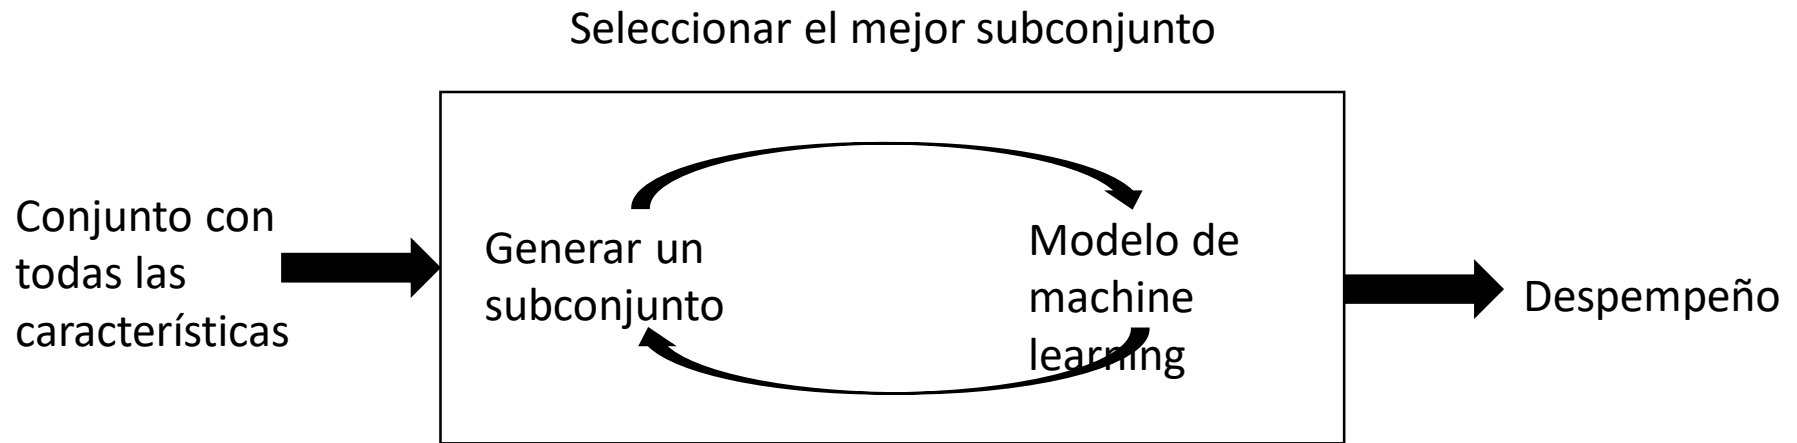 Seleccionar el mejor subconjunto
Conjunto con
todas las
características
Generar un
subconjunto
Modelo de
machine
learning
Despempeño